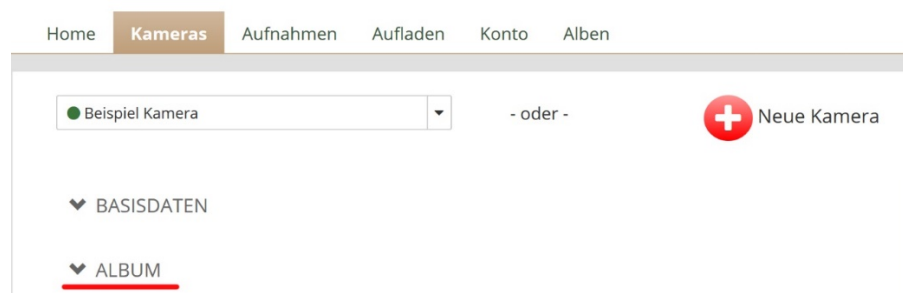 Home Kameras Aufnahmen Aufladen Konto Alben
Beispiel Kamera - oder - Neue Kamera
BASISDATEN
ALBUM